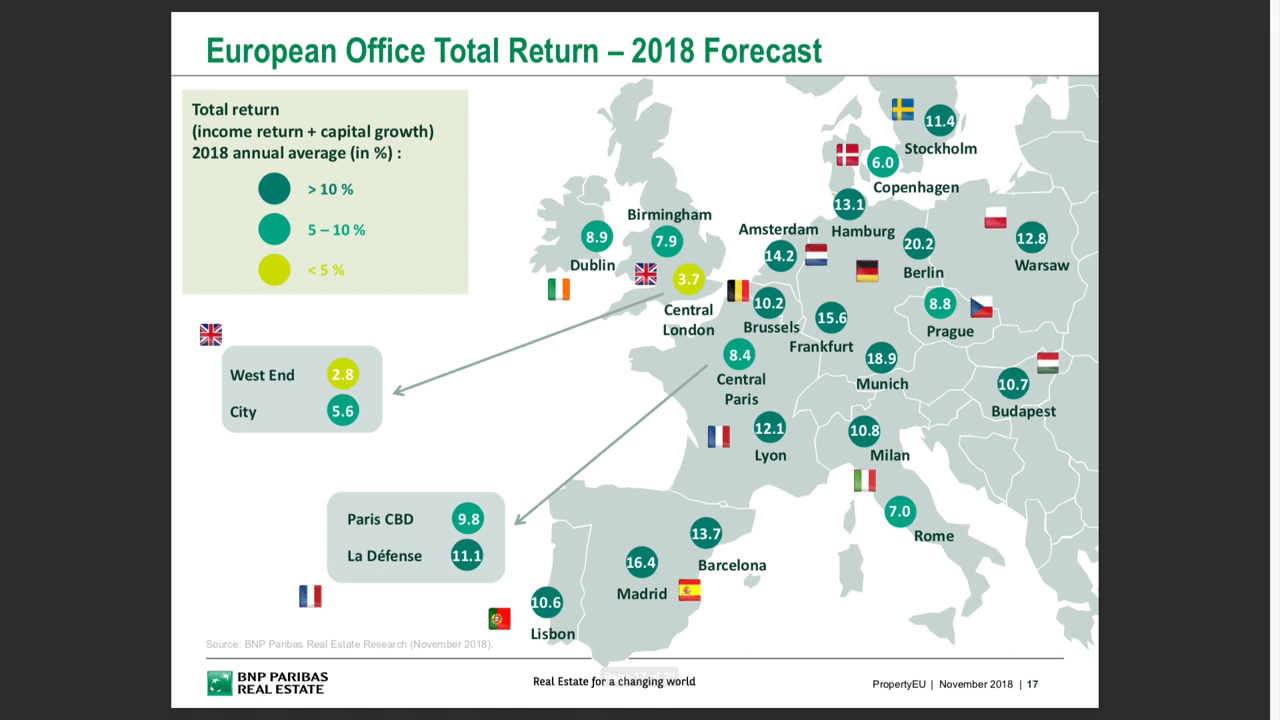 European Office Total Return – 2018 Forecast
Total return
(income return + capital growth)
2018 annual average (in %) :
> 10 %
5 – 10 %
< 5 %
11.4
Stockholm
6.0
Copenhagen
13.1
Hamburg
Birmingham
7.9
8.9
Dublin
Amsterdam
14.2
20.2
Berlin
12.8
Warsaw
3.7
Central
London
10.2
Brussels
15.6
Frankfurt
8.8
Prague
8.4
Central
Paris
18.9
Munich
10.7
Budapest
West End 2.8
City 5.6
12.1
Lyon
10.8
Milan
7.0
Rome
Paris CBD 9.8
La Défense 11.1
13.7
Barcelona
16.4
Madrid
10.6
Lisbon
Source: BNP Paribas Real Estate Research (November 2018).
BNP PARIBAS
REAL ESTATE
Real Estate for a changing world
PropertyEU | November 2018 | 17